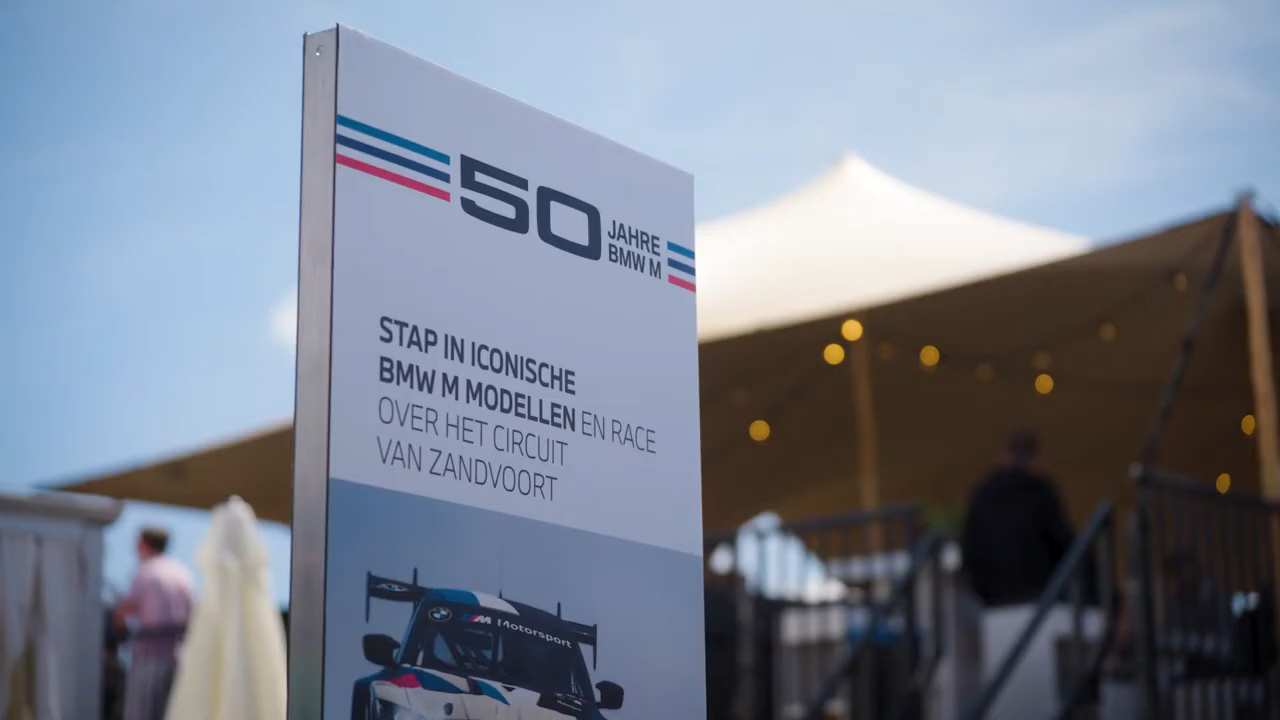 50
JAHRE
BMW M
STAP IN ICONISCHE
BMW M MODELLEN EN RACE
OVER HET CIRCUIT
VAN ZANDVOORT
M Motorsport